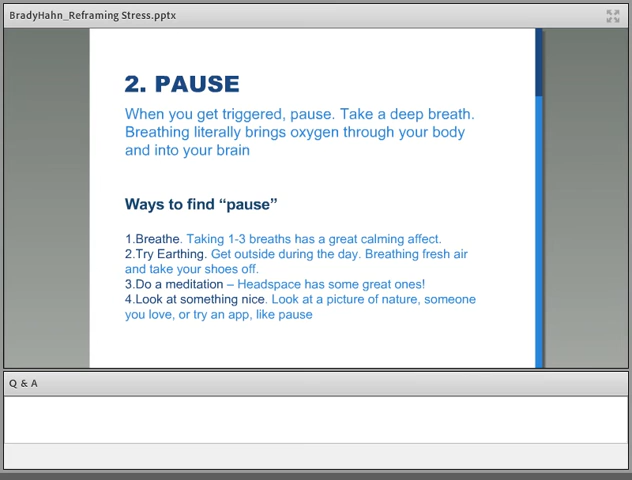 BradyHahn_Reframing Stress.pptx
2. PAUSE
When you get triggered, pause. Take a deep breath.
Breathing literally brings oxygen through your body
and into your brain
Ways to find “pause”
1.Breathe. Taking 1-3 breaths has a great calming affect.
2.Try Earthing. Get outside during the day. Breathing fresh air
and take your shoes off.
3.Do a meditation – Headspace has some great ones!
4.Look at something nice. Look at a picture of nature, someone
you love, or try an app, like pause
Q & A